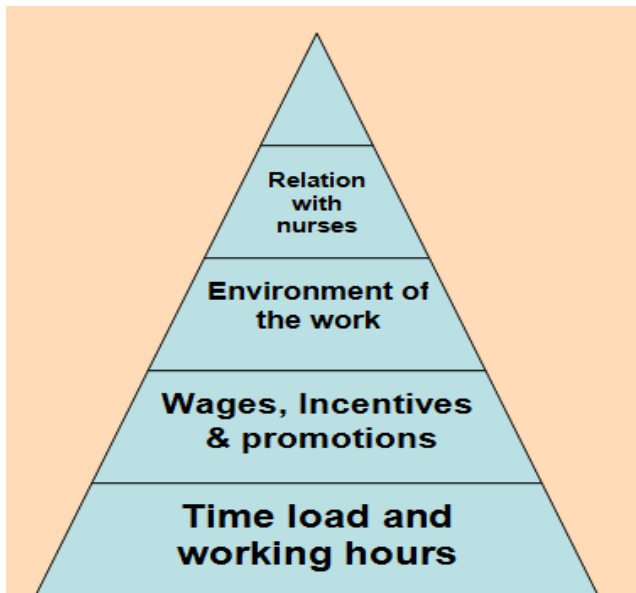 Relation
with
nurses
Environment of
the work
Wages, Incentives
& promotions
Time load and
working hours